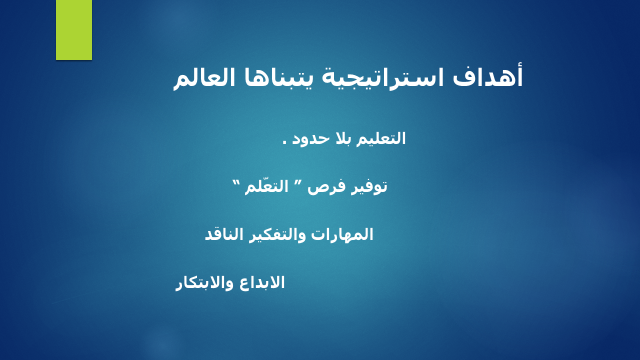 أهداف استراتيجية يتبناها العالم
التعليم بلا حدود .
توفير فرص ” التعّلم “
المهارات والتفكير الناقد
الابداع والابتكار